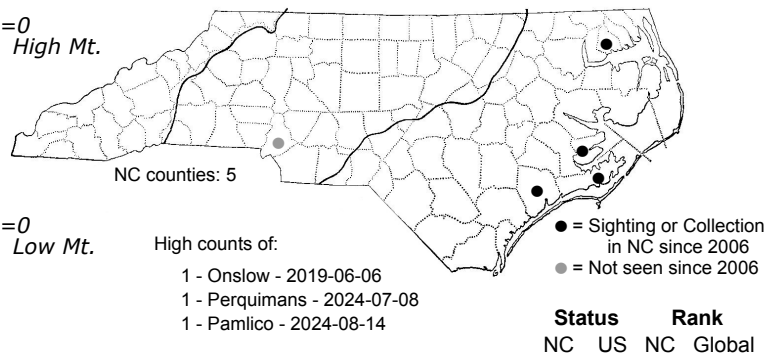 =0
High Mt.
NC counties: 5
=0
Low Mt.
High counts of:
1 - Onslow - 2019-06-06
1 - Perquimans - 2024-07-08
1 - Pamlico - 2024-08-14
● = Sighting or Collection
in NC since 2006
● = Not seen since 2006
Status Rank
NC US NC Global